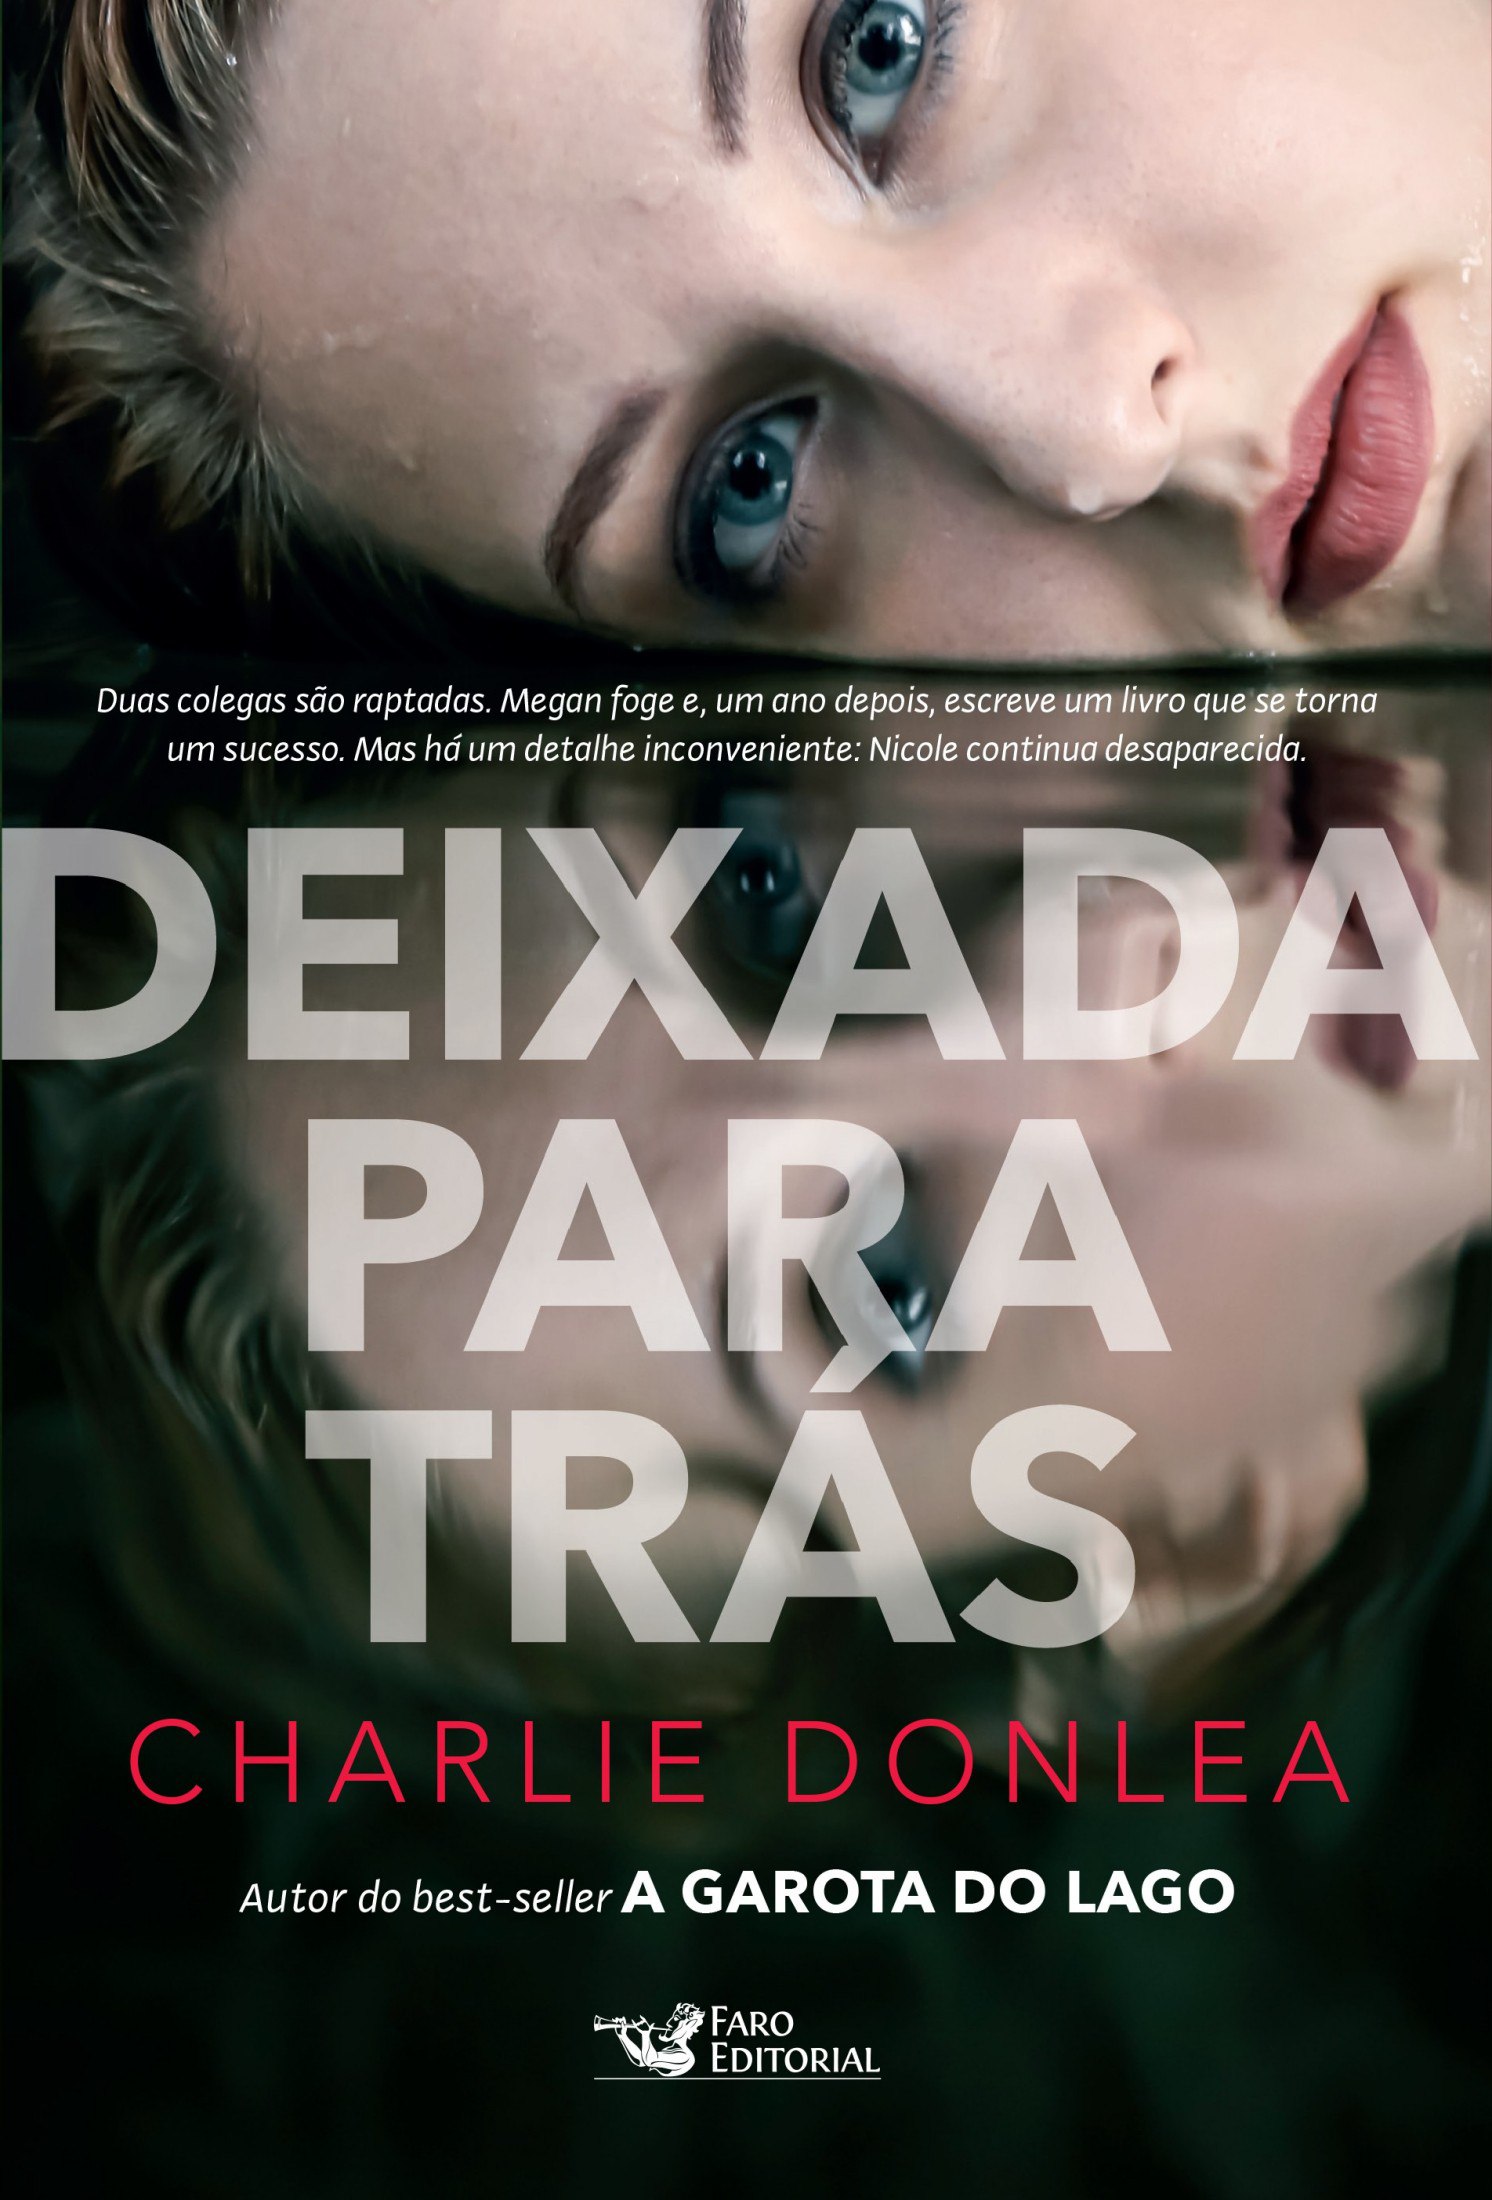 Duas colegas são raptadas. Megan foge e, um ano depois, escreve um livro que se torna
um sucesso. Mas há um detalhe inconveniente: Nicole continua desaparecida.
DEIXADA
PARA
TRÁS
CHARLIE DONLEA
Autor do best-seller A GAROTA DO LAGO
FARO
EDITORIAL